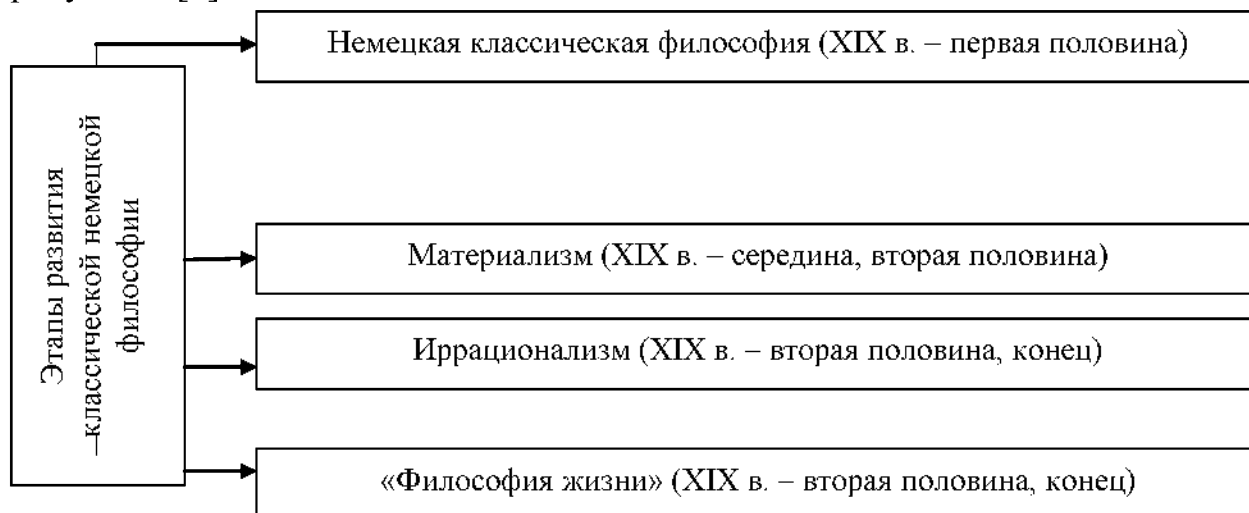 Немецкая классическая философия (XIX в. – первая половина)
Этапы развития
классической немецкой
философии
Материализм (XIX в. – середина, вторая половина)
Иррационализм (XIX в. – вторая половина, конец)
«Философия жизни» (XIX в. – вторая половина, конец)